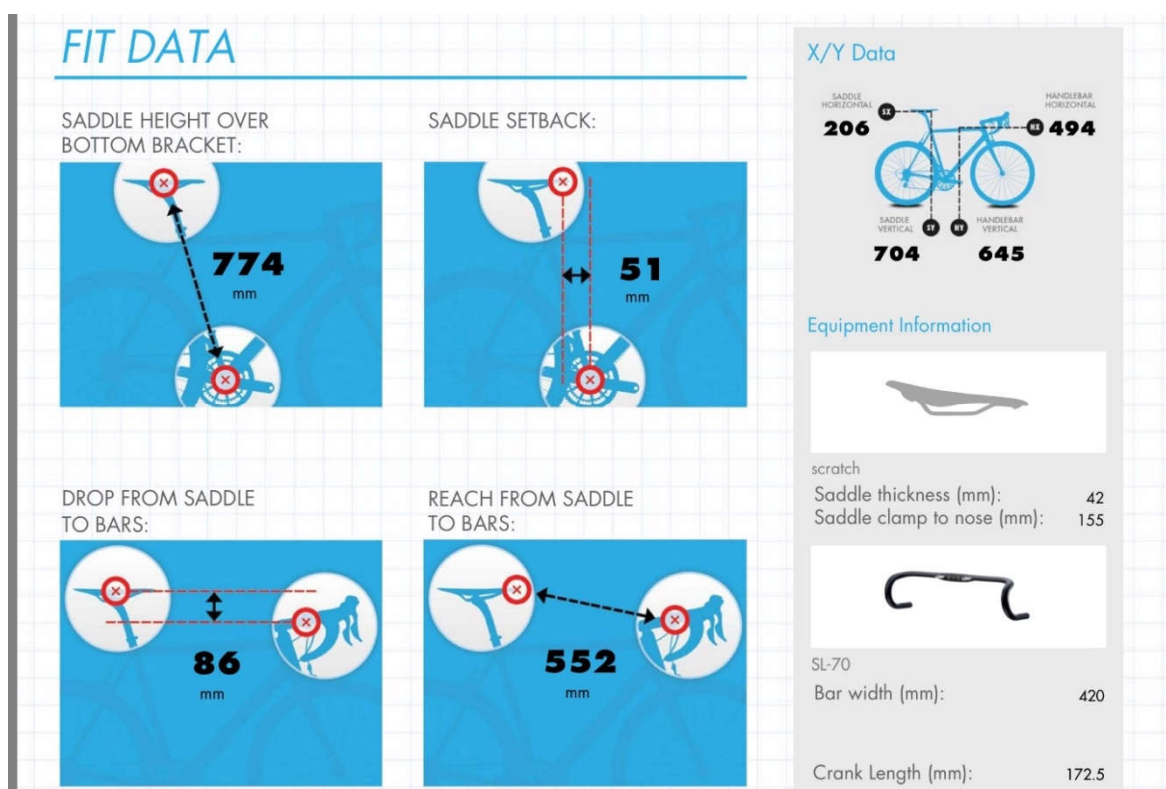 FIT DATA
SADDLE HEIGHT OVER
BOTTOM BRACKET:
774
mm
SADDLE SETBACK:
51
mm
DROP FROM SADDLE
TO BARS:
86
mm
REACH FROM SADDLE
TO BARS:
552
mm
X/Y Data
SADDLE
HORIZONTAL
206
SX
HANDLEBAR
HORIZONTAL
HX
494
SADDLE
VERTICAL
SY
704
HY
HANDLEBAR
VERTICAL
645
Equipment Information
scratch
Saddle thickness (mm): 42
Saddle clamp to nose (mm): 155
SL-70
Bar width (mm): 420
Crank Length (mm): 172.5